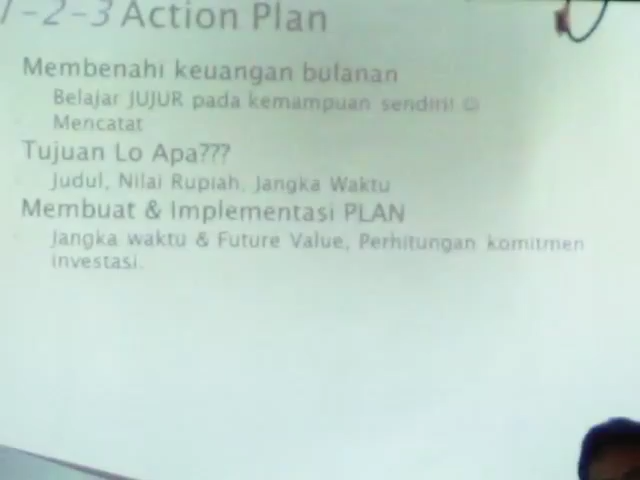 1-2-3 Action Plan
Membenahi keuangan bulanan
Belajar JUJUR pada kemampuan sendiri! ☺
Mencatat
Tujuan Lo Apa???
Judul, Nilai Rupiah, Jangka Waktu
Membuat & Implementasi PLAN
Jangka waktu & Future Value, Perhitungan komitmen
investasi.